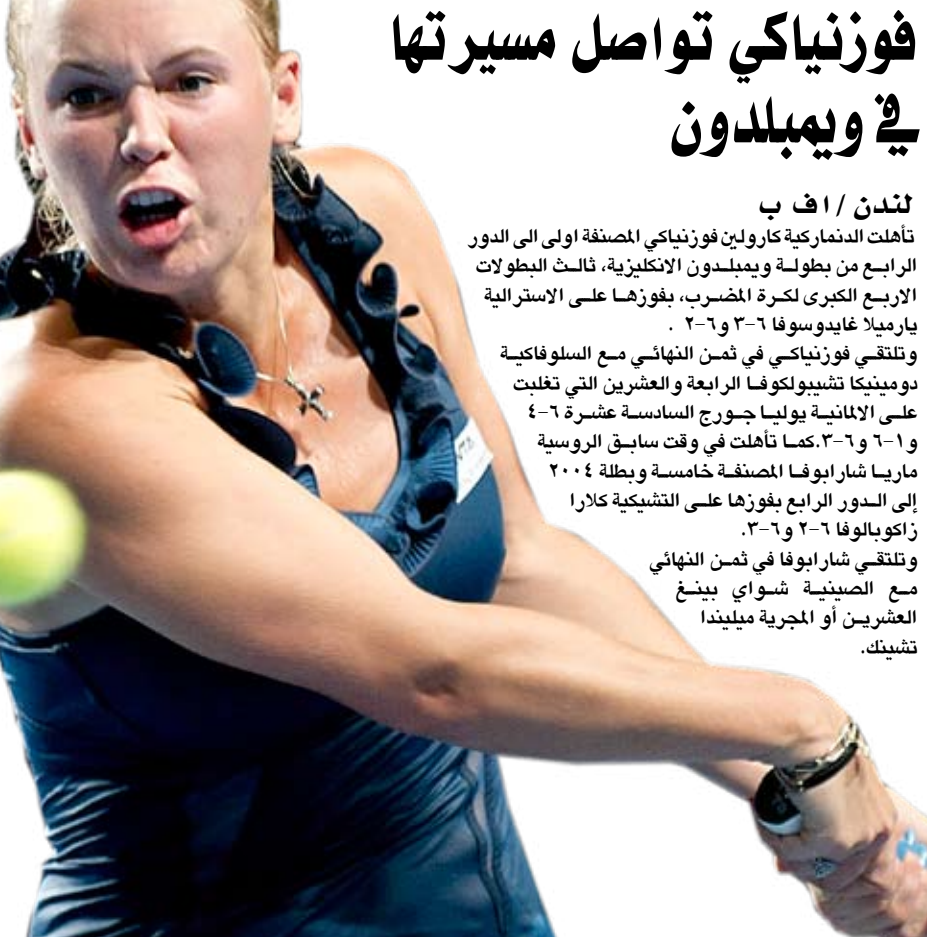 فوزنياكي تواصل مسيرتها
في ويمبلدون
لندن / اف ب
تأهلت الدنماركية كارولين فوزنياكي المصنفة اولى الى الدور
الرابع من بطولة ويمبلدون الانكليزية، ثالث البطولات
الاربع الكبرى لكرة المضرب، بفوزها على الاسترالية
يارميلا غايدوسوفا ٦-٣ و٦-٢ .
وتلتقي فوزنياكي في ثمن النهائي مع السلوفاكية
دومينيكا تشيبولكوفا الرابعة والعشرين التي تغلبت
على الالمانية يوليا جورج السادسة عشرة ٦-٤
و١-٦ و٦-٣.كما تأهلت في وقت سابق الروسية
ماريا شارابوفا المصنفة خامسة وبطلة ٢٠٠٤
إلى الدور الرابع بفوزها على التشيكية كلارا
زاكوبالوفا ٦-٢ و٦-٣.
وتلتقي شارابوفا في ثمن النهائي
مع الصينية شواي بينغ
العشرين أو المجرية ميليندا
تشينك.